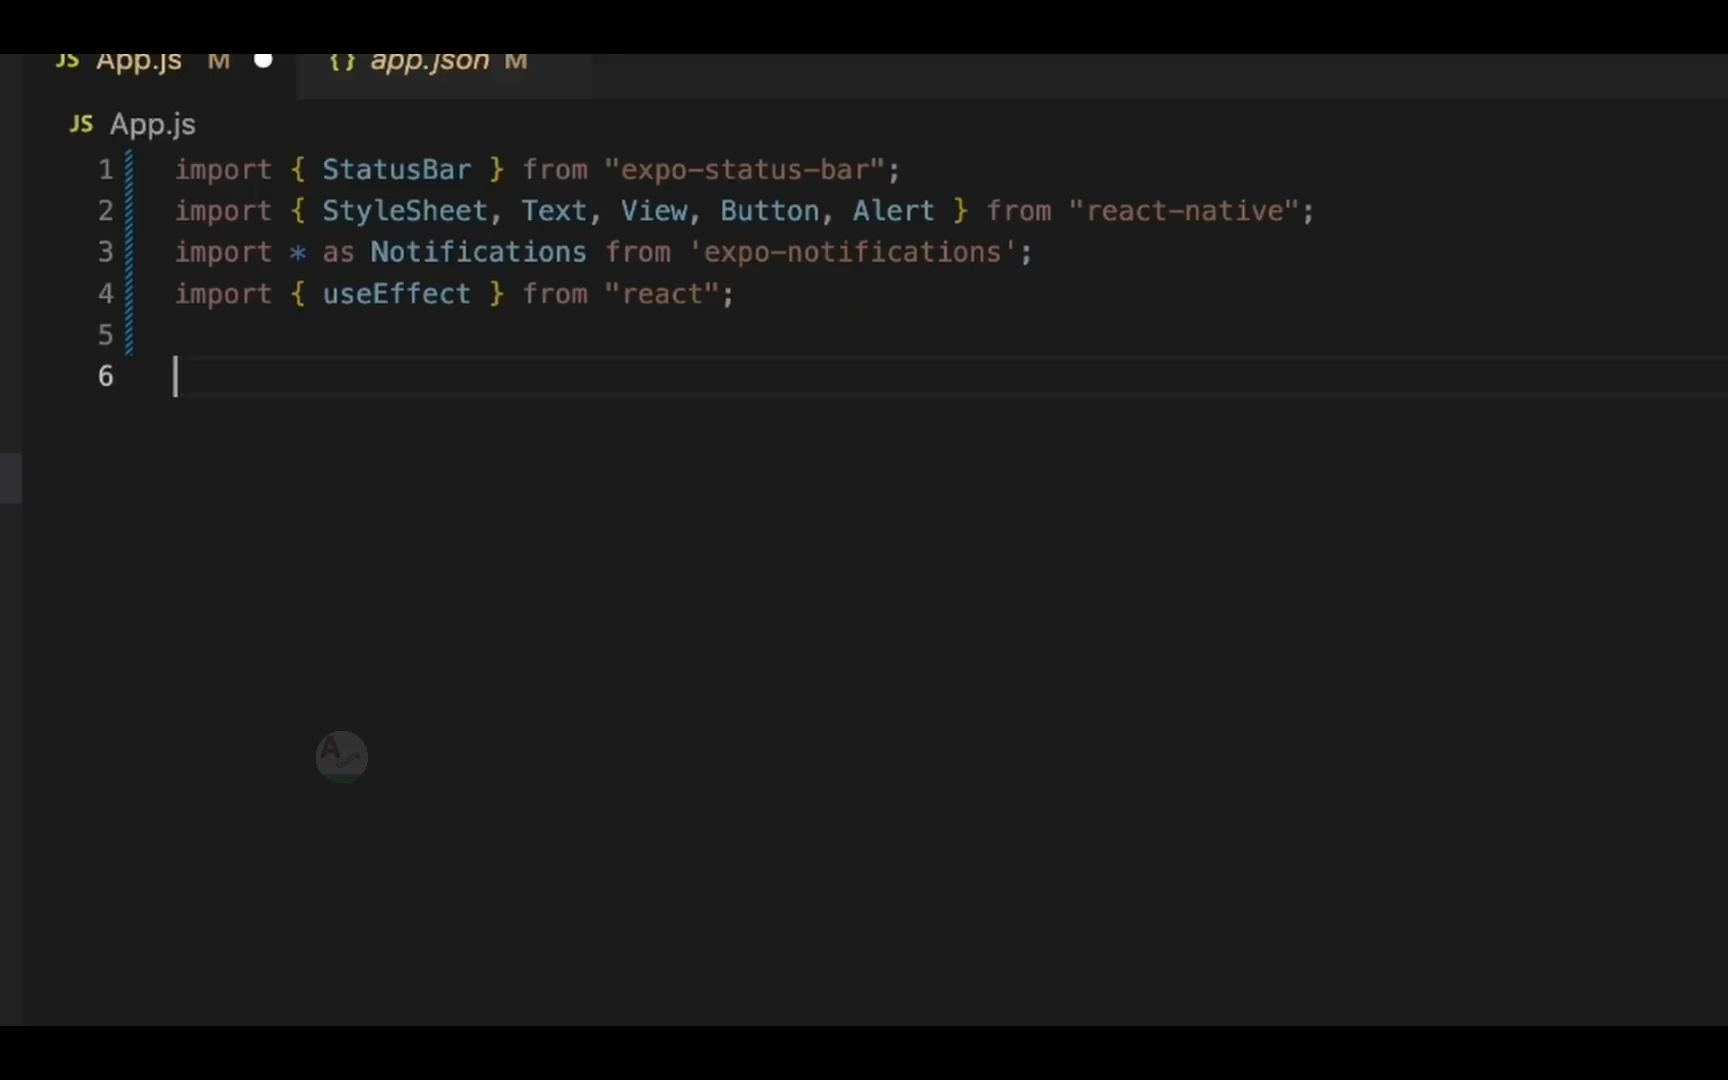 JS App.js M {} app.json M
JS App.js
1 import { StatusBar } from "expo-status-bar";
2 import { StyleSheet, Text, View, Button, Alert } from "react-native";
3 import * as Notifications from 'expo-notifications';
4 import { useEffect } from "react";
5
6
A